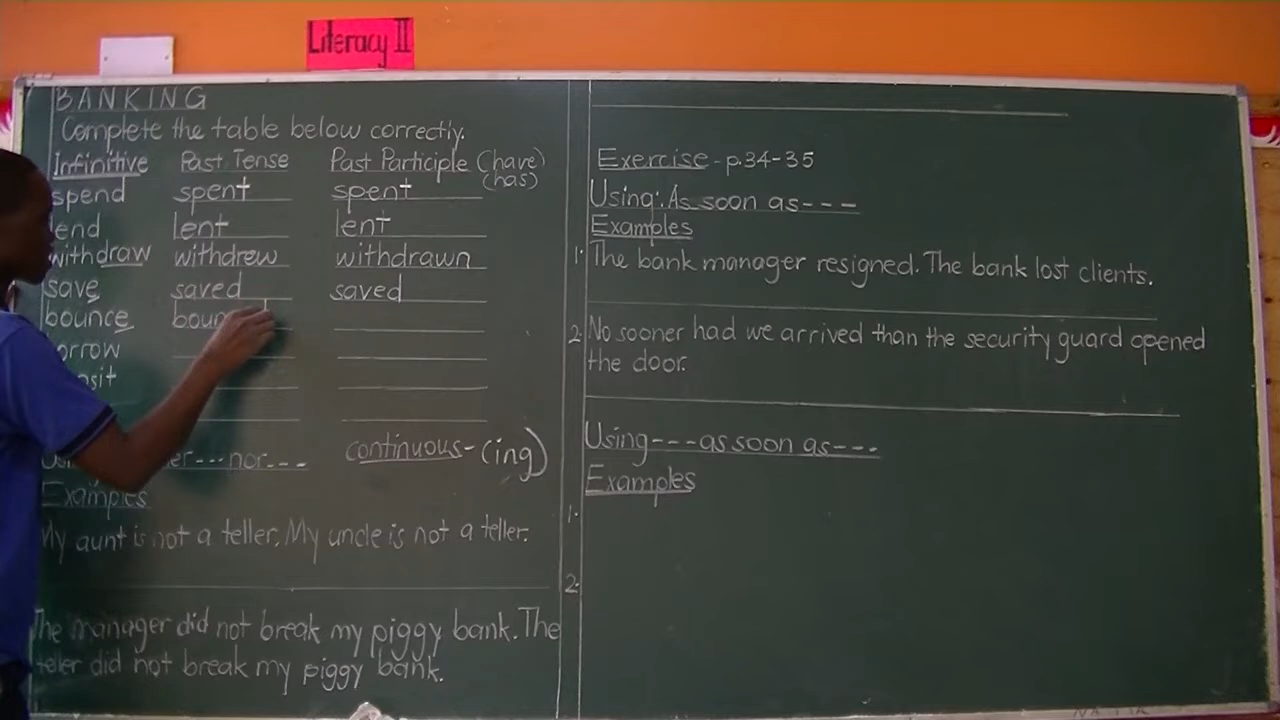 Literacy II
BANKING
Complete the table below correctly.
Infinitive Past Tense Past Participle (have)
(has)
spend spent spent
lend lent lent
withdraw withdrew withdrawn
save saved saved
bounce
orrow
sit
er---nor---
continuous-(ing)
Examples
My aunt is not a teller. My uncle is not a teller.
The manager did not break my piggy bank. The
teller did not break my piggy bank.
Exercise - p.34-35
Using: As soon as---
Examples
1. The bank manager resigned. The bank lost clients.
2. No sooner had we arrived than the security guard opened
the door.
Using---as soon as---
Examples
1.
2.